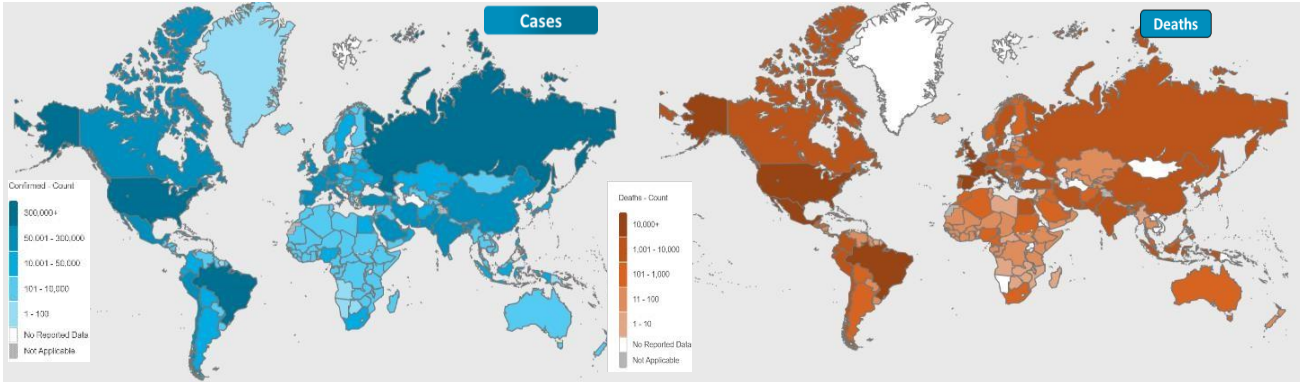 Cases
Confirmed - Count
300,000+
50,001 - 300,000
10,001 - 50,000
101 - 10,000
1 - 100
No Reported Data
Not Applicable
Deaths
Deaths - Count
10,000+
1,001 - 10,000
101 - 1,000
11 - 100
1 - 10
No Reported Data
Not Applicable